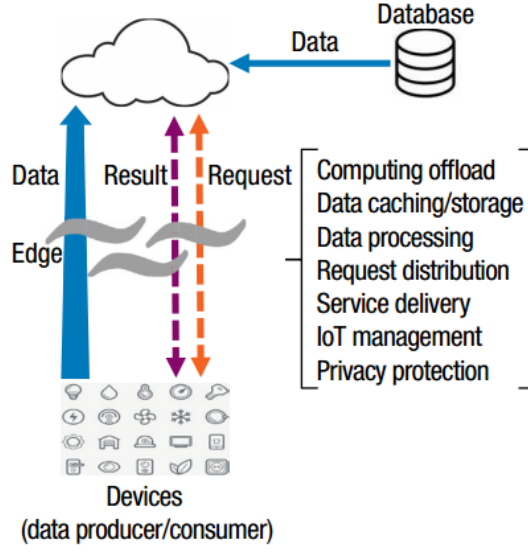 Database
Data
Data
Result
Request
Edge
Computing offload
Data caching/storage
Data processing
Request distribution
Service delivery
IoT management
Privacy protection
Devices
(data producer/consumer)